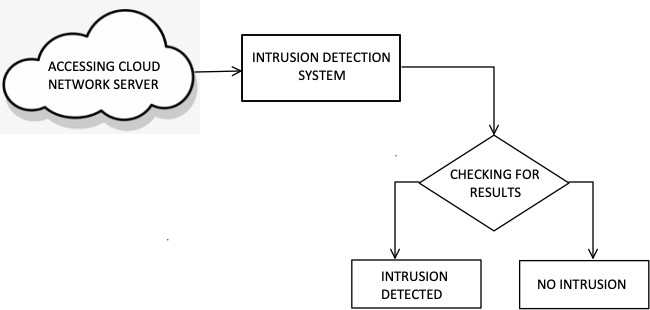 ACCESSING CLOUD
NETWORK SERVER
INTRUSION DETECTION
SYSTEM
CHECKING FOR
RESULTS
INTRUSION
DETECTED
NO INTRUSION